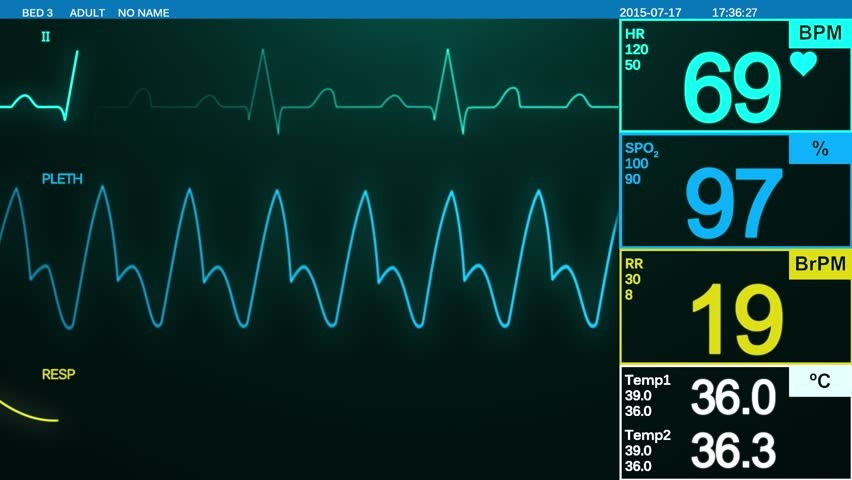 BED 3 ADULT NO NAME 2015-07-17 17:36:27
II
PLETH
RESP
HR BPM
120
50
69
SPO₂ %
100
90
97
RR BrPM
30
8
19
ºC
Temp1
39.0
36.0
36.0
Temp2
39.0
36.0
36.3